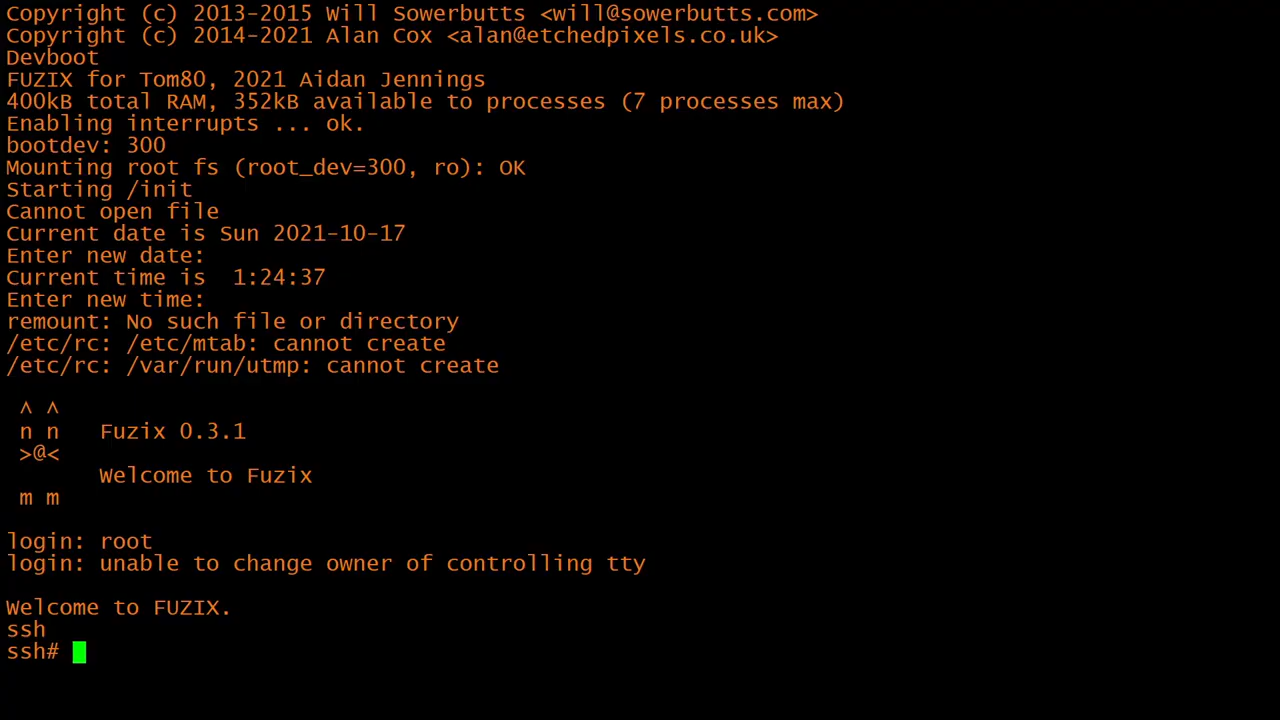 Copyright (c) 2013-2015 Will Sowerbutts <will@sowerbutts.com>
Copyright (c) 2014-2021 Alan Cox <alan@etchedpixels.co.uk>
Devboot
FUZIX for Tom80, 2021 Aidan Jennings
400kB total RAM, 352kB available to processes (7 processes max)
Enabling interrupts ... ok.
bootdev: 300
Mounting root fs (root_dev=300, ro): OK
Starting /init
Cannot open file
Current date is Sun 2021-10-17
Enter new date:
Current time is  1:24:37
Enter new time:
remount: No such file or directory
/etc/rc: /etc/mtab: cannot create
/etc/rc: /var/run/utmp: cannot create
 ^ ^
 n n   Fuzix 0.3.1
 >@<
       Welcome to Fuzix
 m m
login: root
login: unable to change owner of controlling tty
Welcome to FUZIX.
ssh
ssh#